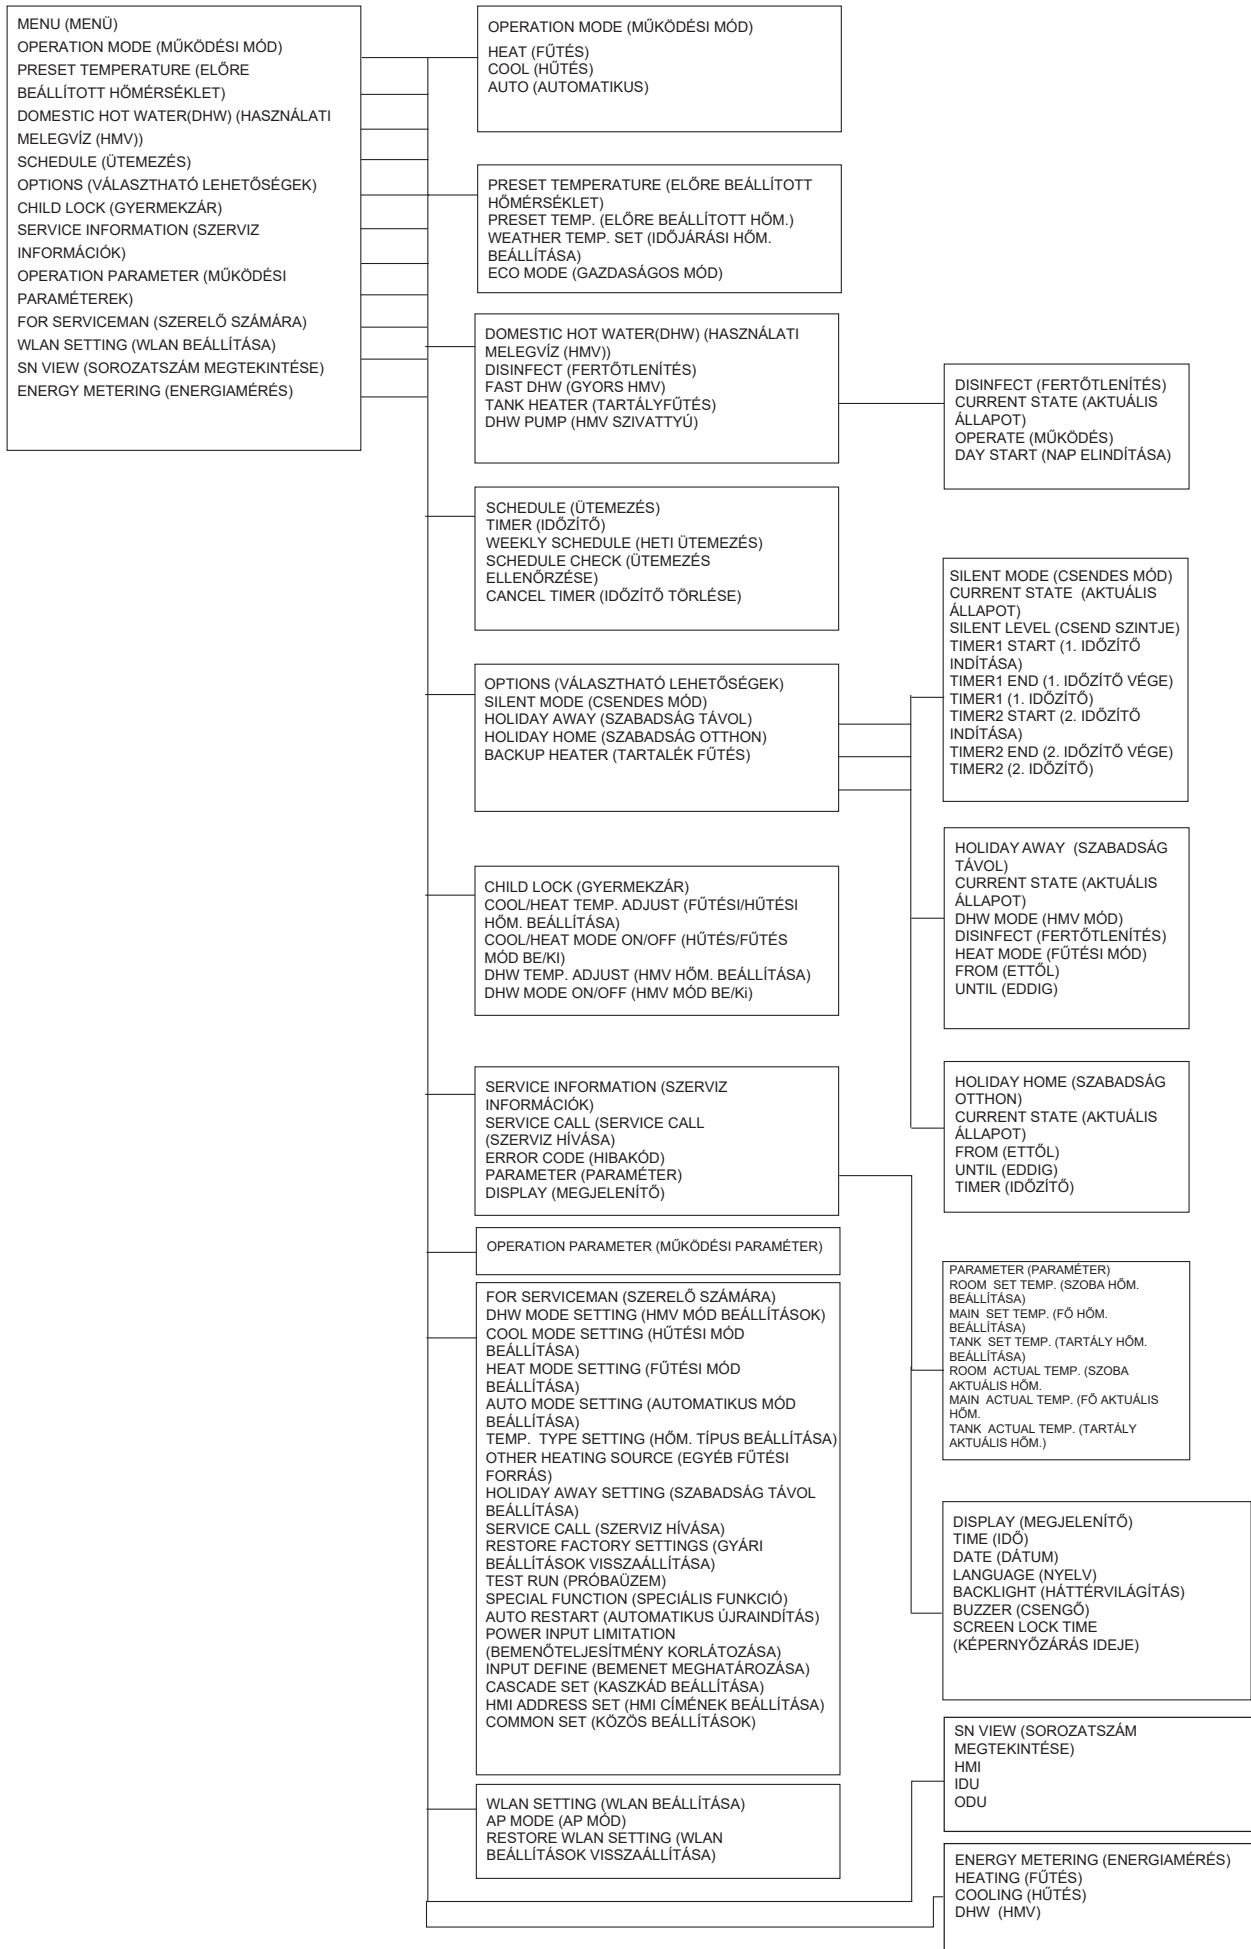 MENU (MENÜ)
OPERATION MODE (MŰKÖDÉSI MÓD)
PRESET TEMPERATURE (ELŐRE
BEÁLLÍTOTT HŐMÉRSÉKLET)
DOMESTIC HOT WATER(DHW) (HASZNÁLATI
MELEGVÍZ (HMV))
SCHEDULE (ÜTEMEZÉS)
OPTIONS (VÁLASZTHATÓ LEHETŐSÉGEK)
CHILD LOCK (GYERMEKZÁR)
SERVICE INFORMATION (SZERVIZ
INFORMÁCIÓK)
OPERATION PARAMETER (MŰKÖDÉSI
PARAMÉTEREK)
FOR SERVICEMAN (SZERELŐ SZÁMÁRA)
WLAN SETTING (WLAN BEÁLLÍTÁSA)
SN VIEW (SOROZATSZÁM MEGTEKINTÉSE)
ENERGY METERING (ENERGIAMÉRÉS)
OPERATION MODE (MŰKÖDÉSI MÓD)
HEAT (FŰTÉS)
COOL (HŰTÉS)
AUTO (AUTOMATIKUS)
PRESET TEMPERATURE (ELŐRE BEÁLLÍTOTT
HŐMÉRSÉKLET)
PRESET TEMP. (ELŐRE BEÁLLÍTOTT HŐM.)
WEATHER TEMP. SET (IDŐJÁRÁSI HŐM.
BEÁLLÍTÁSA)
ECO MODE (GAZDASÁGOS MÓD)
DOMESTIC HOT WATER(DHW) (HASZNÁLATI
MELEGVÍZ (HMV))
DISINFECT (FERTŐTLENÍTÉS)
FAST DHW (GYORS HMV)
TANK HEATER (TARTÁLYFŰTÉS)
DHW PUMP (HMV SZIVATTYÚ)
DISINFECT (FERTŐTLENÍTÉS)
CURRENT STATE (AKTUÁLIS
ÁLLAPOT)
OPERATE (MŰKÖDÉS)
DAY START (NAP ELINDÍTÁSA)
SCHEDULE (ÜTEMEZÉS)
TIMER (IDŐZÍTŐ)
WEEKLY SCHEDULE (HETI ÜTEMEZÉS)
SCHEDULE CHECK (ÜTEMEZÉS
ELLENŐRZÉSE)
CANCEL TIMER (IDŐZÍTŐ TÖRLÉSE)
OPTIONS (VÁLASZTHATÓ LEHETŐSÉGEK)
SILENT MODE (CSENDES MÓD)
HOLIDAY AWAY (SZABADSÁG TÁVOL)
HOLIDAY HOME (SZABADSÁG OTTHON)
BACKUP HEATER (TARTALÉK FŰTÉS)
SILENT MODE (CSENDES MÓD)
CURRENT STATE (AKTUÁLIS
ÁLLAPOT)
SILENT LEVEL (CSEND SZINTJE)
TIMER1 START (1. IDŐZÍTŐ
INDÍTÁSA)
TIMER1 END (1. IDŐZÍTŐ VÉGE)
TIMER1 (1. IDŐZÍTŐ)
TIMER2 START (2. IDŐZÍTŐ
INDÍTÁSA)
TIMER2 END (2. IDŐZÍTŐ VÉGE)
TIMER2 (2. IDŐZÍTŐ)
HOLIDAY AWAY (SZABADSÁG
TÁVOL)
CURRENT STATE (AKTUÁLIS
ÁLLAPOT)
DHW MODE (HMV MÓD)
DISINFECT (FERTŐTLENÍTÉS)
HEAT MODE (FŰTÉSI MÓD)
FROM (ETTŐL)
UNTIL (EDDIG)
HOLIDAY HOME (SZABADSÁG
OTTHON)
CURRENT STATE (AKTUÁLIS
ÁLLAPOT)
FROM (ETTŐL)
UNTIL (EDDIG)
TIMER (IDŐZÍTŐ)
CHILD LOCK (GYERMEKZÁR)
COOL/HEAT TEMP. ADJUST (FŰTÉSI/HŰTÉSI
HŐM. BEÁLLÍTÁSA)
COOL/HEAT MODE ON/OFF (HŰTÉS/FŰTÉS
MÓD BE/KI)
DHW TEMP. ADJUST (HMV HŐM. BEÁLLÍTÁSA)
DHW MODE ON/OFF (HMV MÓD BE/Ki)
SERVICE INFORMATION (SZERVIZ
INFORMÁCIÓK)
SERVICE CALL (SERVICE CALL
(SZERVIZ HÍVÁSA)
ERROR CODE (HIBAKÓD)
PARAMETER (PARAMÉTER)
DISPLAY (MEGJELENÍTŐ)
PARAMETER (PARAMÉTER)
ROOM SET TEMP. (SZOBA HŐM.
BEÁLLÍTÁSA)
MAIN SET TEMP. (FŐ HŐM.
BEÁLLÍTÁSA)
TANK SET TEMP. (TARTÁLY HŐM.
BEÁLLÍTÁSA)
ROOM ACTUAL TEMP. (SZOBA
AKTUÁLIS HŐM.
MAIN ACTUAL TEMP. (FŐ AKTUÁLIS
HŐM.
TANK ACTUAL TEMP. (TARTÁLY
AKTUÁLIS HŐM.)
DISPLAY (MEGJELENÍTŐ)
TIME (IDŐ)
DATE (DÁTUM)
LANGUAGE (NYELV)
BACKLIGHT (HÁTTÉRVILÁGÍTÁS)
BUZZER (CSENGŐ)
SCREEN LOCK TIME
(KÉPERNYŐZÁRÁS IDEJE)
OPERATION PARAMETER (MŰKÖDÉSI PARAMÉTER)
FOR SERVICEMAN (SZERELŐ SZÁMÁRA)
DHW MODE SETTING (HMV MÓD BEÁLLÍTÁSOK)
COOL MODE SETTING (HŰTÉSI MÓD
BEÁLLÍTÁSA)
HEAT MODE SETTING (FŰTÉSI MÓD
BEÁLLÍTÁSA)
AUTO MODE SETTING (AUTOMATIKUS MÓD
BEÁLLÍTÁSA)
TEMP. TYPE SETTING (HŐM. TÍPUS BEÁLLÍTÁSA)
OTHER HEATING SOURCE (EGYÉB FŰTÉSI
FORRÁS)
HOLIDAY AWAY SETTING (SZABADSÁG TÁVOL
BEÁLLÍTÁSA)
SERVICE CALL (SZERVIZ HÍVÁSA)
RESTORE FACTORY SETTINGS (GYÁRI
BEÁLLÍTÁSOK VISSZAÁLLÍTÁSA)
TEST RUN (PRÓBAÜZEM)
SPECIAL FUNCTION (SPECIÁLIS FUNKCIÓ)
AUTO RESTART (AUTOMATIKUS ÚJRAINDÍTÁS)
POWER INPUT LIMITATION
(BEMENŐTELJESÍTMÉNY KORLÁTOZÁSA)
INPUT DEFINE (BEMENET MEGHATÁROZÁSA)
CASCADE SET (KASZKÁD BEÁLLÍTÁSA)
HMI ADDRESS SET (HMI CÍMÉNEK BEÁLLÍTÁSA)
COMMON SET (KÖZÖS BEÁLLÍTÁSOK)
WLAN SETTING (WLAN BEÁLLÍTÁSA)
AP MODE (AP MÓD)
RESTORE WLAN SETTING (WLAN
BEÁLLÍTÁSOK VISSZAÁLLÍTÁSA)
SN VIEW (SOROZATSZÁM
MEGTEKINTÉSE)
HMI
IDU
ODU
ENERGY METERING (ENERGIAMÉRÉS)
HEATING (FŰTÉS)
COOLING (HŰTÉS)
DHW (HMV)